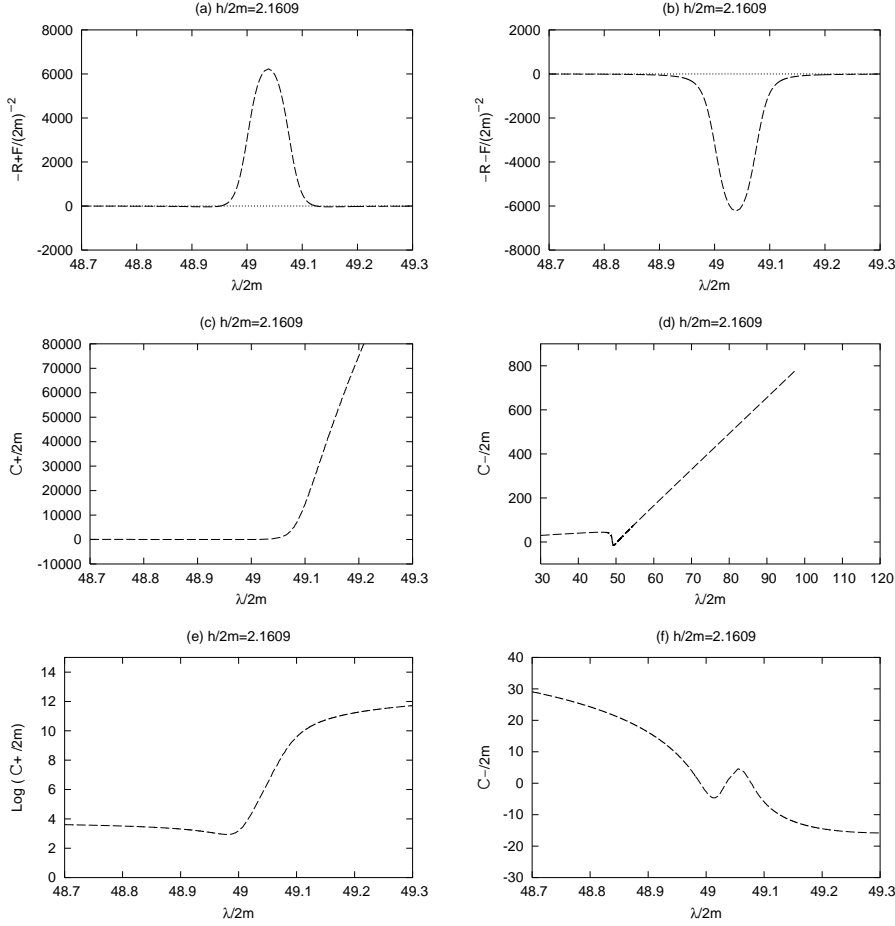 (a) h/2m=2.1609
−R+F/(2m)⁻²
8000
6000
4000
2000
0
-2000
48.7 48.8 48.9 49 49.1 49.2 49.3
λ/2m
(b) h/2m=2.1609
−R−F/(2m)⁻²
2000
0
-2000
-4000
-6000
-8000
48.7 48.8 48.9 49 49.1 49.2 49.3
λ/2m
(c) h/2m=2.1609
C+/2m
80000
70000
60000
50000
40000
30000
20000
10000
0
-10000
48.7 48.8 48.9 49 49.1 49.2 49.3
λ/2m
(d) h/2m=2.1609
C−/2m
800
600
400
200
0
30 40 50 60 70 80 90 100 110 120
λ/2m
(e) h/2m=2.1609
Log ( C+ /2m)
14
12
10
8
6
4
2
0
48.7 48.8 48.9 49 49.1 49.2 49.3
λ/2m
(f) h/2m=2.1609
C−/2m
40
30
20
10
0
-10
-20
-30
48.7 48.8 48.9 49 49.1 49.2 49.3
λ/2m